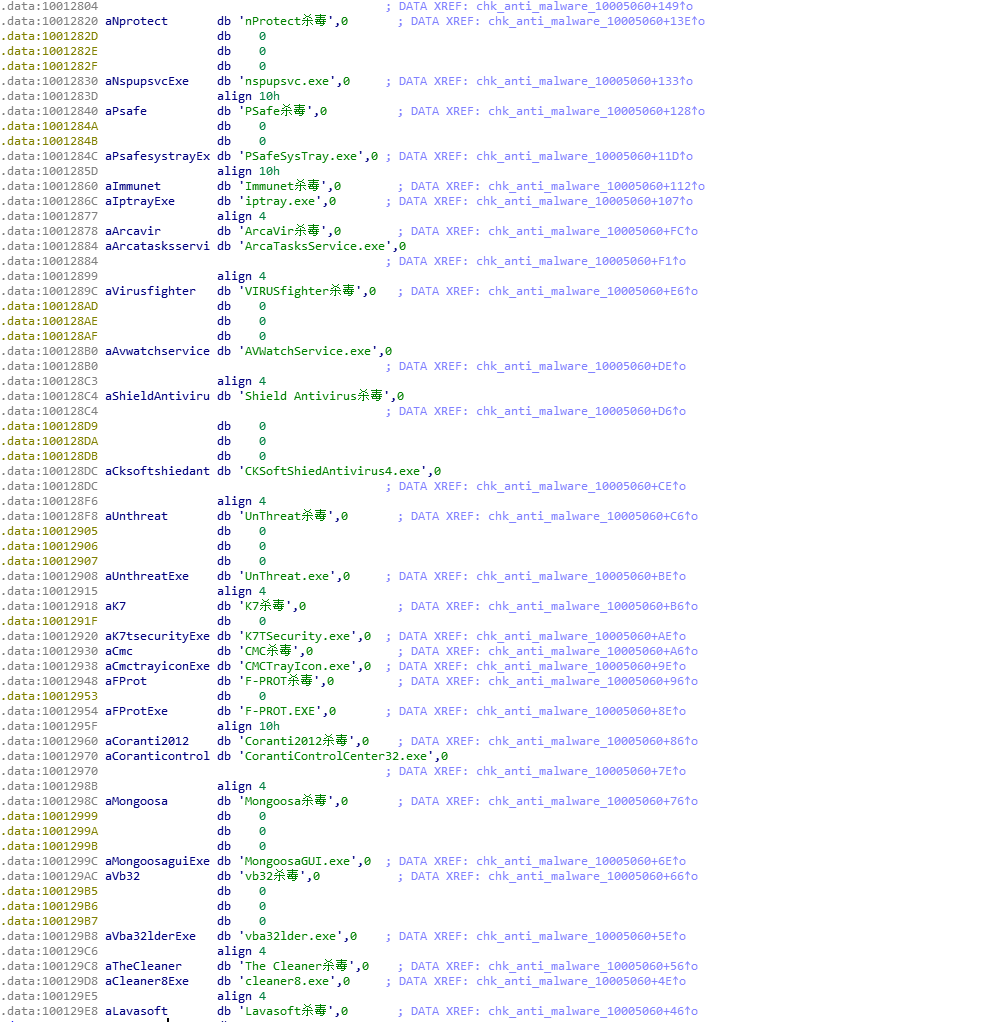 .data:10012804 ; DATA XREF: chk_anti_malware_10005060+149↑o
.data:10012820 aNprotect db 'nProtect杀毒',0 ; DATA XREF: chk_anti_malware_10005060+13E↑o
.data:1001282D db 0
.data:1001282E db 0
.data:1001282F db 0
.data:10012830 aNspupsvcExe db 'nspupsvc.exe',0 ; DATA XREF: chk_anti_malware_10005060+133↑o
.data:1001283D align 10h
.data:10012840 aPsafe db 'PSafe杀毒',0 ; DATA XREF: chk_anti_malware_10005060+128↑o
.data:1001284A db 0
.data:1001284B db 0
.data:1001284C aPsafesystrayEx db 'PSafeSysTray.exe',0 ; DATA XREF: chk_anti_malware_10005060+11D↑o
.data:1001285D align 10h
.data:10012860 aImmunet db 'Immunet杀毒',0 ; DATA XREF: chk_anti_malware_10005060+112↑o
.data:1001286C aIptrayExe db 'iptray.exe',0 ; DATA XREF: chk_anti_malware_10005060+107↑o
.data:10012877 align 4
.data:10012878 aArcavir db 'ArcaVir杀毒',0 ; DATA XREF: chk_anti_malware_10005060+FC↑o
.data:10012884 aArcatasksservi db 'ArcaTasksService.exe',0
.data:10012884 ; DATA XREF: chk_anti_malware_10005060+F1↑o
.data:10012899 align 4
.data:1001289C aVirusfighter db 'VIRUSfighter杀毒',0 ; DATA XREF: chk_anti_malware_10005060+E6↑o
.data:100128AD db 0
.data:100128AE db 0
.data:100128AF db 0
.data:100128B0 aAvwatchservice db 'AVWatchService.exe',0
.data:100128B0 ; DATA XREF: chk_anti_malware_10005060+DE↑o
.data:100128C3 align 4
.data:100128C4 aShieldAntiviru db 'Shield Antivirus杀毒',0
.data:100128C4 ; DATA XREF: chk_anti_malware_10005060+D6↑o
.data:100128D9 db 0
.data:100128DA db 0
.data:100128DB db 0
.data:100128DC aCksoftshiedant db 'CKSoftShiedAntivirus4.exe',0
.data:100128DC ; DATA XREF: chk_anti_malware_10005060+CE↑o
.data:100128F6 align 4
.data:100128F8 aUnthreat db 'UnThreat杀毒',0 ; DATA XREF: chk_anti_malware_10005060+C6↑o
.data:10012905 db 0
.data:10012906 db 0
.data:10012907 db 0
.data:10012908 aUnthreatExe db 'UnThreat.exe',0 ; DATA XREF: chk_anti_malware_10005060+BE↑o
.data:10012915 align 4
.data:10012918 aK7 db 'K7杀毒',0 ; DATA XREF: chk_anti_malware_10005060+B6↑o
.data:1001291F db 0
.data:10012920 aK7tsecurityExe db 'K7TSecurity.exe',0 ; DATA XREF: chk_anti_malware_10005060+AE↑o
.data:10012930 aCmc db 'CMC杀毒',0 ; DATA XREF: chk_anti_malware_10005060+A6↑o
.data:10012938 aCmctrayiconExe db 'CMCTrayIcon.exe',0 ; DATA XREF: chk_anti_malware_10005060+9E↑o
.data:10012948 aFProt db 'F-PROT杀毒',0 ; DATA XREF: chk_anti_malware_10005060+96↑o
.data:10012953 db 0
.data:10012954 aFProtExe db 'F-PROT.EXE',0 ; DATA XREF: chk_anti_malware_10005060+8E↑o
.data:1001295F align 10h
.data:10012960 aCoranti2012 db 'Coranti2012杀毒',0 ; DATA XREF: chk_anti_malware_10005060+86↑o
.data:10012970 aCoranticontrol db 'CorantiControlCenter32.exe',0
.data:10012970 ; DATA XREF: chk_anti_malware_10005060+7E↑o
.data:1001298B align 4
.data:1001298C aMongoosa db 'Mongoosa杀毒',0 ; DATA XREF: chk_anti_malware_10005060+76↑o
.data:10012999 db 0
.data:1001299A db 0
.data:1001299B db 0
.data:1001299C aMongoosaguiExe db 'MongoosaGUI.exe',0 ; DATA XREF: chk_anti_malware_10005060+6E↑o
.data:100129AC aVb32 db 'vb32杀毒',0 ; DATA XREF: chk_anti_malware_10005060+66↑o
.data:100129B5 db 0
.data:100129B6 db 0
.data:100129B7 db 0
.data:100129B8 aVba32lderExe db 'vba32lder.exe',0 ; DATA XREF: chk_anti_malware_10005060+5E↑o
.data:100129C6 align 4
.data:100129C8 aTheCleaner db 'The Cleaner杀毒',0 ; DATA XREF: chk_anti_malware_10005060+56↑o
.data:100129D8 aCleaner8Exe db 'cleaner8.exe',0 ; DATA XREF: chk_anti_malware_10005060+4E↑o
.data:100129E5 align 4
.data:100129E8 aLavasoft db 'Lavasoft杀毒',0 ; DATA XREF: chk_anti_malware_10005060+46↑o